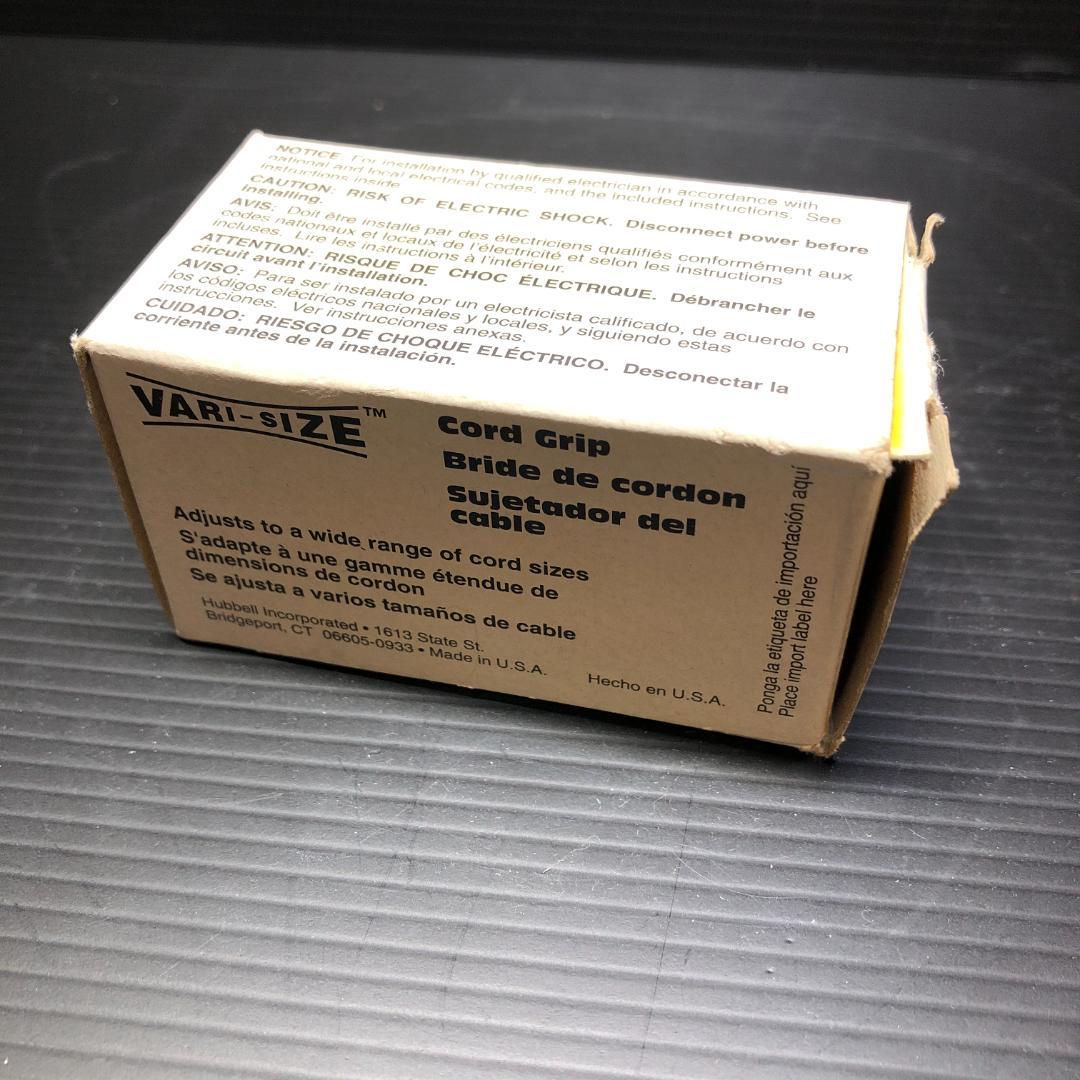 NOTICE: For installation by qualified electrician in accordance with
national and local electrical codes, and the included instructions. See
instructions inside.
CAUTION: RISK OF ELECTRIC SHOCK. Disconnect power before
installing.
AVIS: Doit être installé par des électriciens qualifiés conformément aux
codes nationaux et locaux de l'électricité et selon les instructions
incluses. Lire les instructions à l'intérieur.
ATTENTION: RISQUE DE CHOC ÉLECTRIQUE. Débrancher le
circuit avant l'installation.
AVISO: Para ser instalado por un electricista calificado, de acuerdo con
los códigos eléctricos nacionales y locales, y siguiendo estas
instrucciones. Ver instrucciones anexas.
CUIDADO: RIESGO DE CHOQUE ELÉCTRICO. Desconectar la
corriente antes de la instalación.
VARI-SIZE™
Cord Grip
Bride de cordon
Sujetador del
cable
Adjusts to a wide range of cord sizes
S'adapte à une gamme étendue de
dimensions de cordon
Se ajusta a varios tamaños de cable
Hubbell Incorporated • 1613 State St.
Bridgeport, CT 06605-0933 • Made in U.S.A.
Hecho en U.S.A.
Ponga la etiqueta de importación aquí
Place import label here